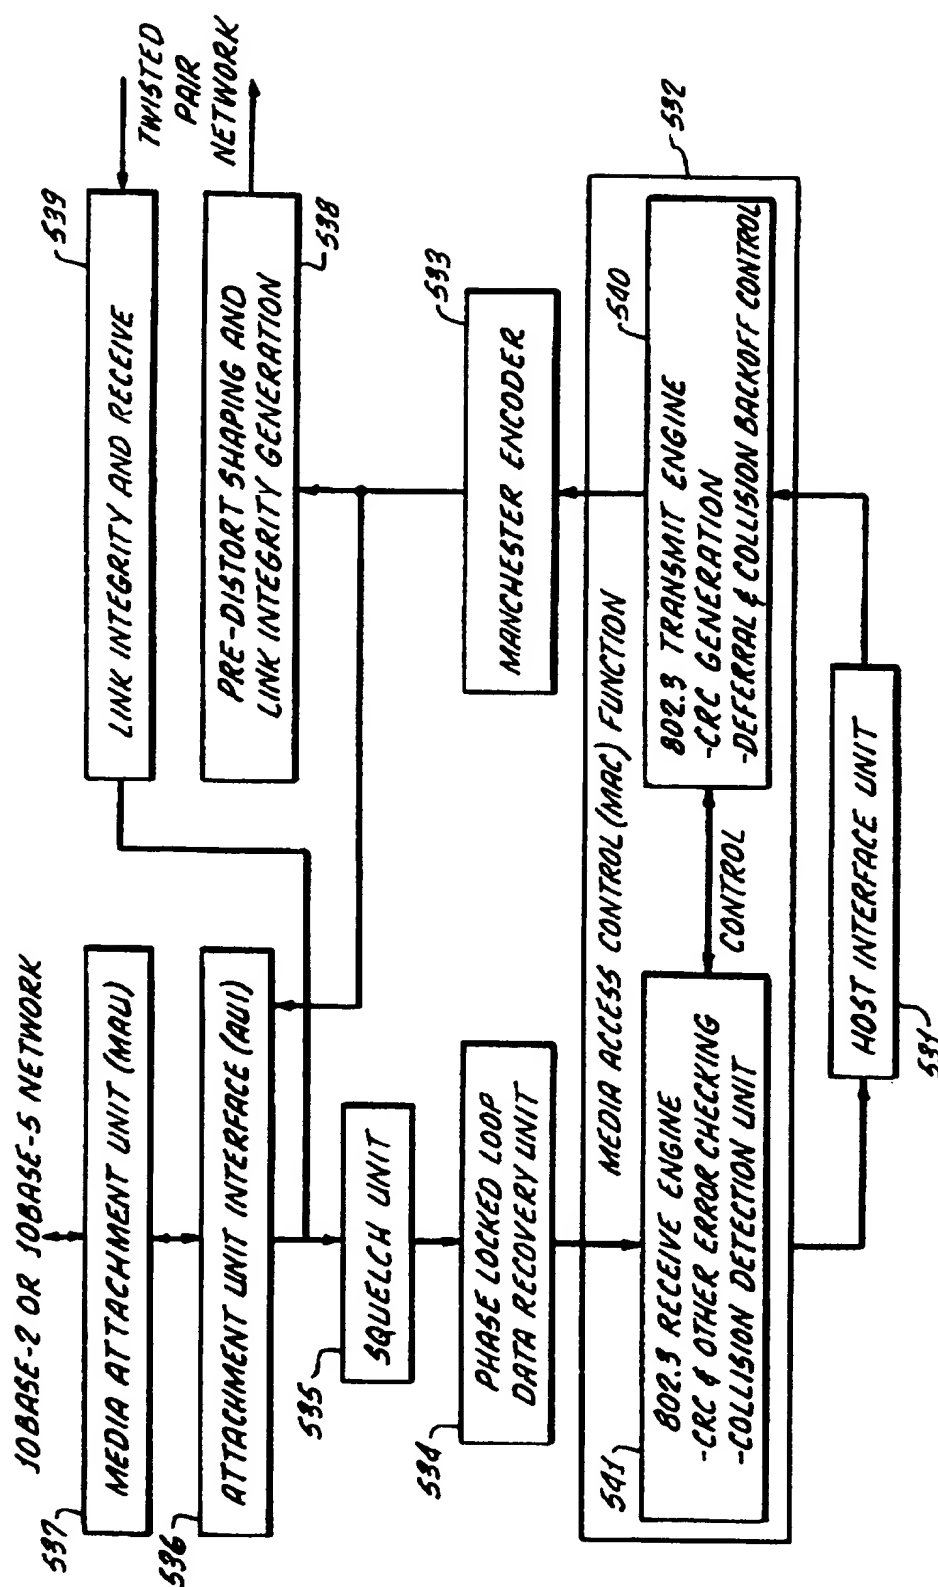 10BASE-2 OR 10BASE-5 NETWORK
537
MEDIA ATTACHMENT UNIT (MAU)
536
ATTACHMENT UNIT INTERFACE (AUI)
535
SQUELCH UNIT
534
PHASE LOCKED LOOP
DATA RECOVERY UNIT
539
LINK INTEGRITY AND RECEIVE
TWISTED
PAIR
NETWORK
PRE-DISTORT SHAPING AND
LINK INTEGRITY GENERATION
538
533
MANCHESTER ENCODER
MEDIA ACCESS CONTROL (MAC) FUNCTION
532
541
802.3 RECEIVE ENGINE
-CRC & OTHER ERROR CHECKING
-COLLISION DETECTION UNIT
CONTROL
540
802.3 TRANSMIT ENGINE
-CRC GENERATION
-DEFERRAL & COLLISION BACKOFF CONTROL
HOST INTERFACE UNIT
531